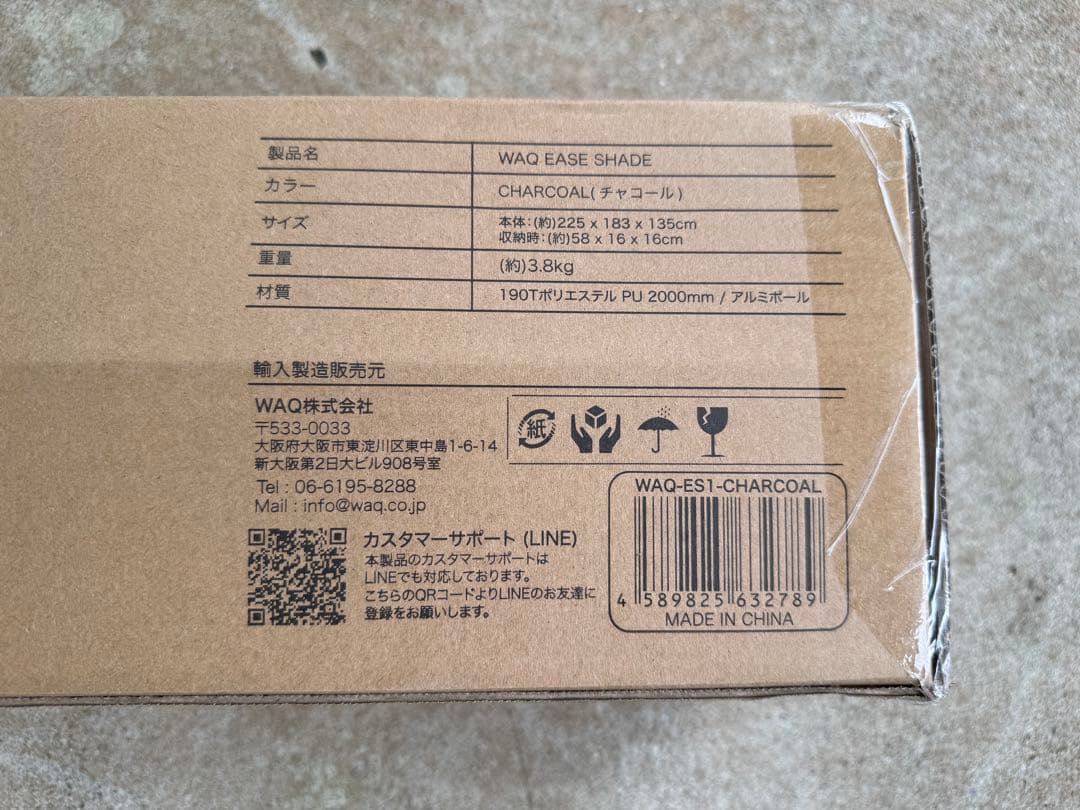 製品名 WAQ EASE SHADE
カラー CHARCOAL(チャコール)
サイズ 本体:(約)225 x 183 x 135cm
収納時:(約)58 x 16 x 16cm
重量 (約)3.8kg
材質 190Tポリエステル PU 2000mm / アルミポール
輸入製造販売元
WAQ株式会社
〒533-0033
大阪府大阪市東淀川区東中島1-6-14
新大阪第2日大ビル908号室
Tel : 06-6195-8288
Mail : info@waq.co.jp
紙
カスタマーサポート (LINE)
本製品のカスタマーサポートは
LINEでも対応しております。
こちらのQRコードよりLINEのお友達に
登録をお願いします。
WAQ-ES1-CHARCOAL
4 589825 632789
MADE IN CHINA